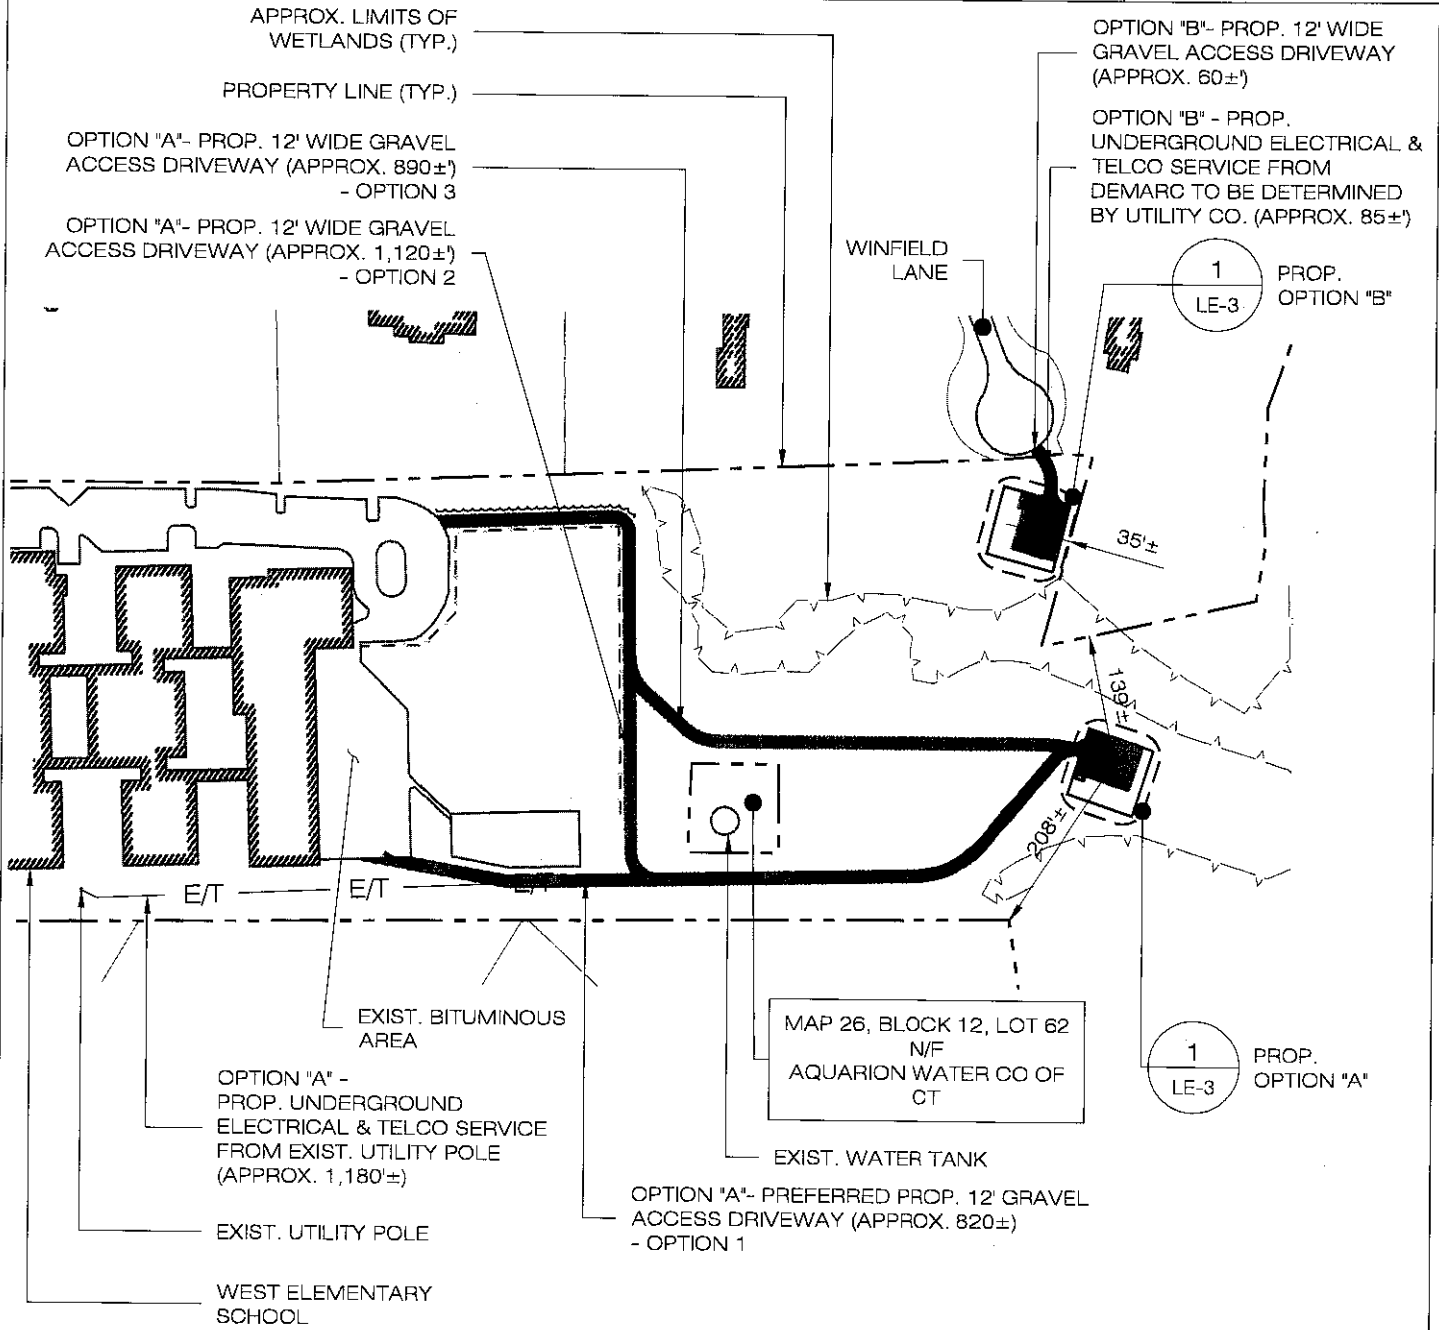 APPROX. LIMITS OF
WETLANDS (TYP.)
PROPERTY LINE (TYP.)
OPTION "A"- PROP. 12' WIDE GRAVEL
ACCESS DRIVEWAY (APPROX. 890±')
- OPTION 3
OPTION "A"- PROP. 12' WIDE GRAVEL
ACCESS DRIVEWAY (APPROX. 1,120±')
- OPTION 2
OPTION "B"- PROP. 12' WIDE
GRAVEL ACCESS DRIVEWAY
(APPROX. 60±')
OPTION "B" - PROP.
UNDERGROUND ELECTRICAL &
TELCO SERVICE FROM
DEMARC TO BE DETERMINED
BY UTILITY CO. (APPROX. 85±')
WINFIELD
LANE
1
LE-3
PROP.
OPTION "B"
35'±
139'±
208'±
E/T
E/T
E/T
EXIST. BITUMINOUS
AREA
OPTION "A" -
PROP. UNDERGROUND
ELECTRICAL & TELCO SERVICE
FROM EXIST. UTILITY POLE
(APPROX. 1,180'±)
EXIST. UTILITY POLE
WEST ELEMENTARY
SCHOOL
MAP 26, BLOCK 12, LOT 62
N/F
AQUARION WATER CO OF
CT
EXIST. WATER TANK
OPTION "A"- PREFERRED PROP. 12' GRAVEL
ACCESS DRIVEWAY (APPROX. 820±)
- OPTION 1
1
LE-3
PROP.
OPTION "A"